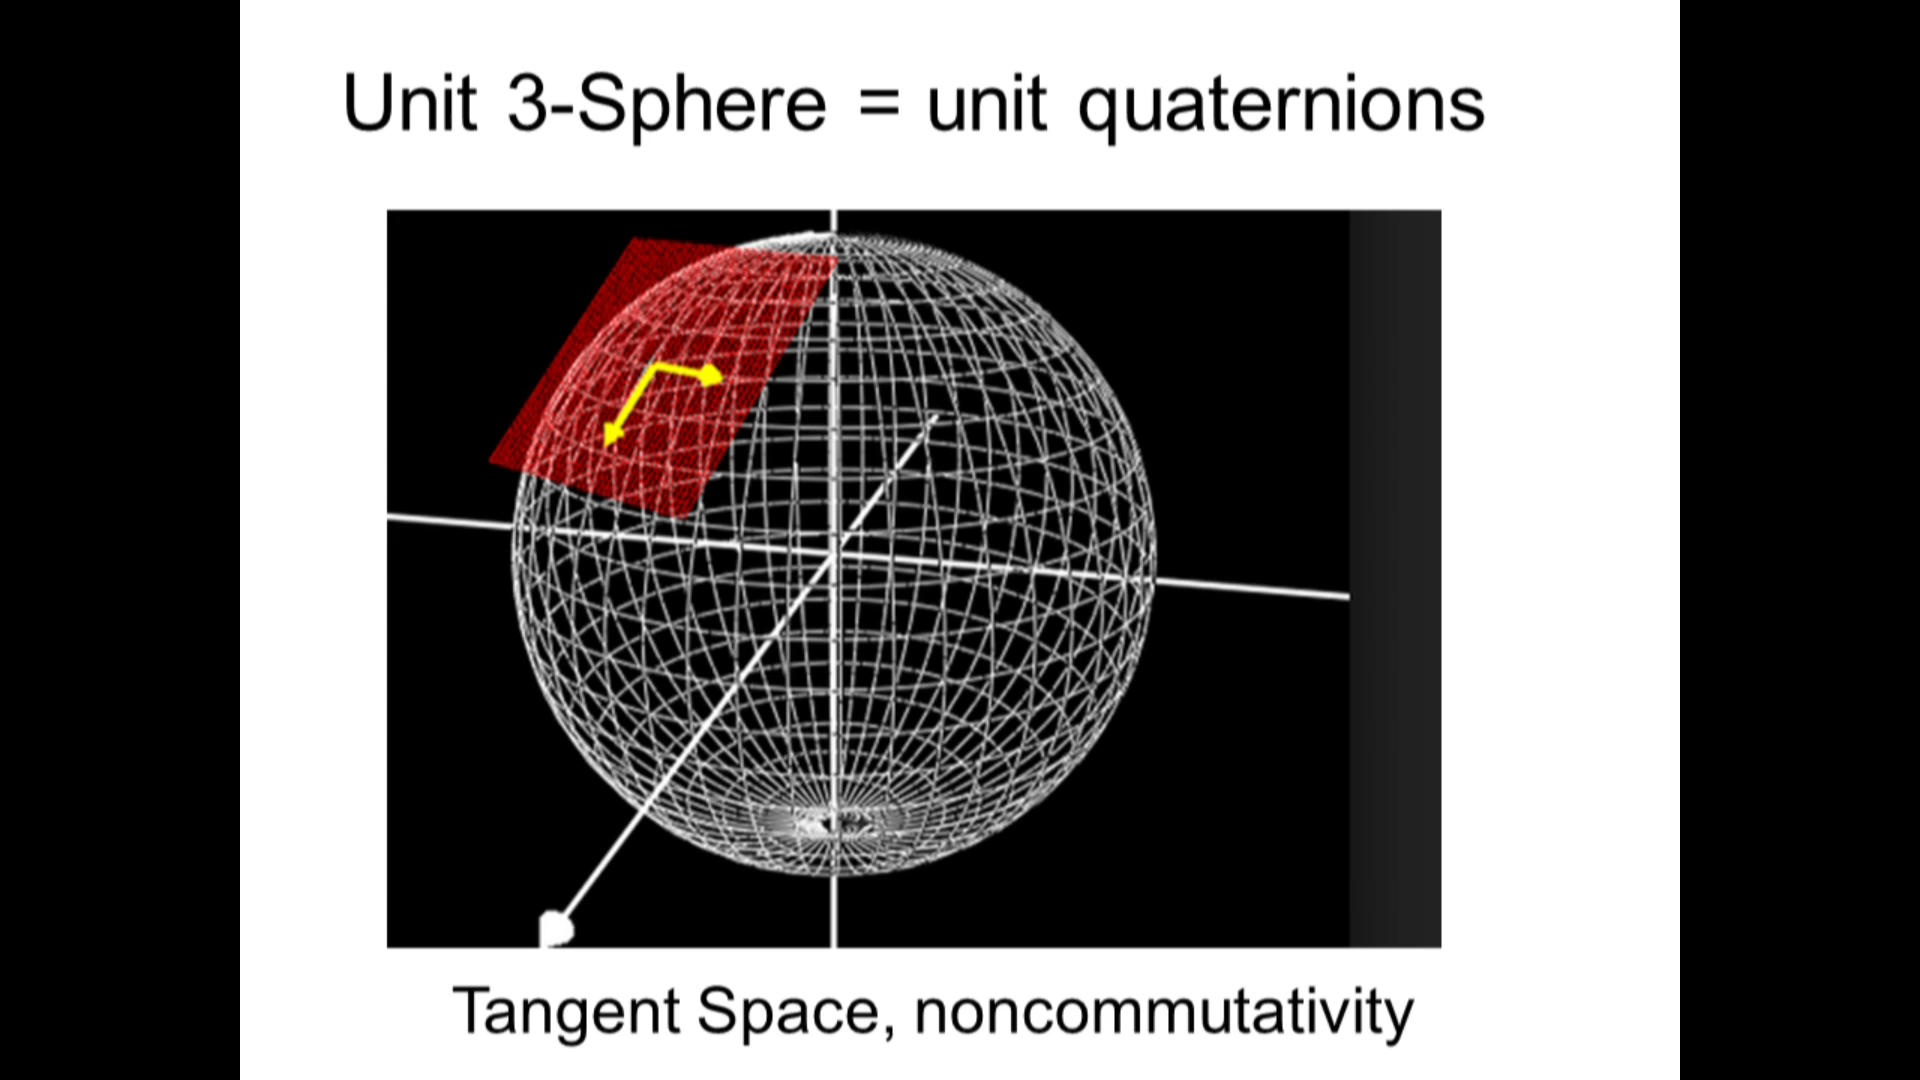 Unit 3-Sphere = unit quaternions
Tangent Space, noncommutativity